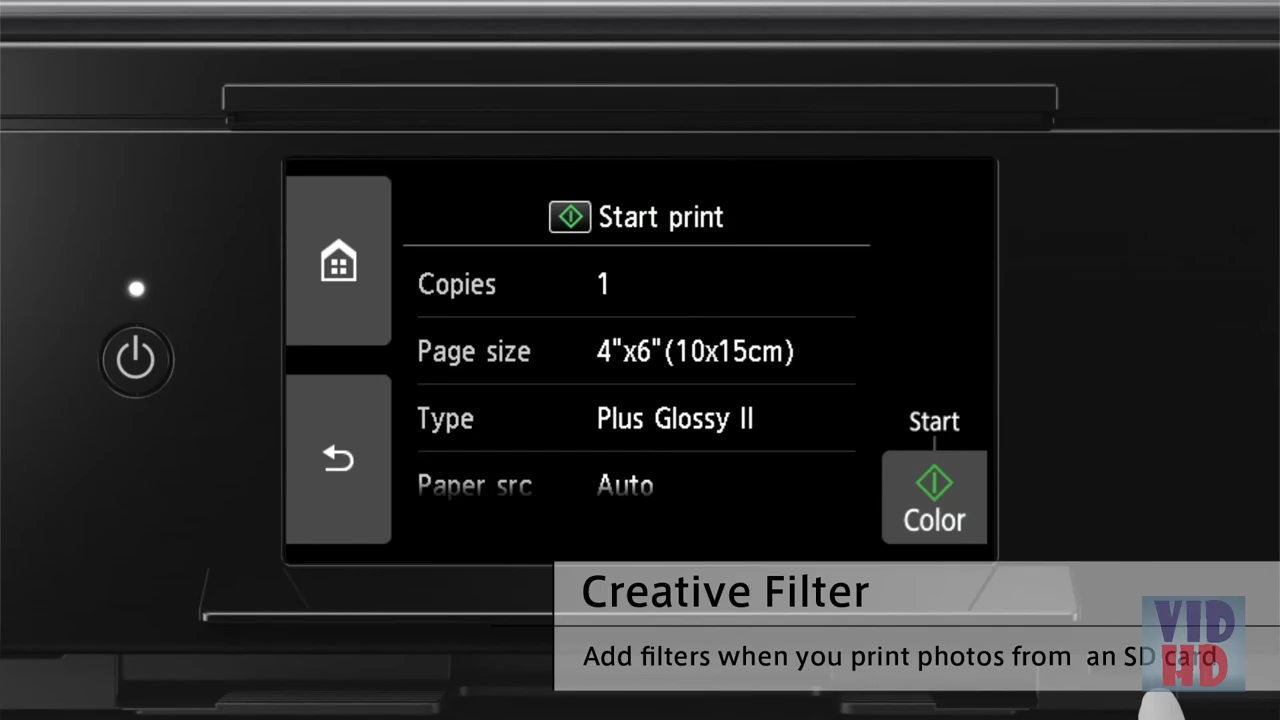 Start print
Copies 1
Page size 4"x6"(10x15cm)
Type Plus Glossy II
Paper src Auto
Start
Color
Creative Filter
Add filters when you print photos from an SD card
VID
HD